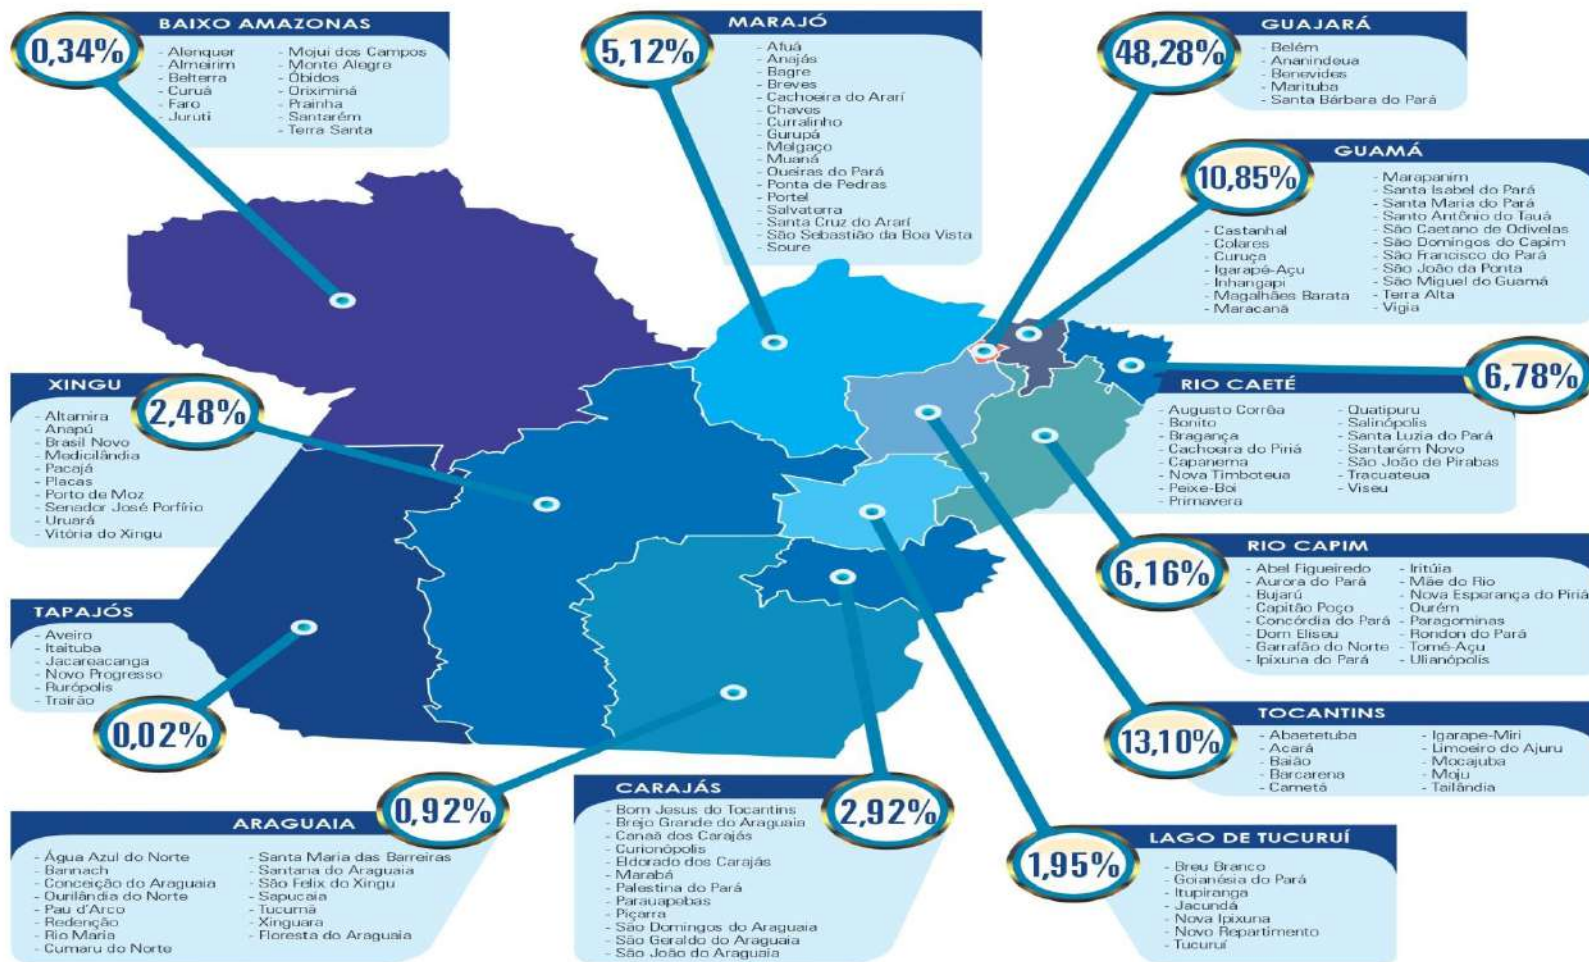 BAIXO AMAZONAS
0,34%
- Alenquer
- Almeirim
- Belterra
- Curuá
- Faro
- Juruti
- Mojuí dos Campos
- Monte Alegre
- Óbidos
- Oriximiná
- Prainha
- Santarém
- Terra Santa
MARAJÓ
5,12%
- Afuá
- Anajás
- Bagre
- Breves
- Cachoeira do Ararí
- Chaves
- Curralinho
- Gurupá
- Melgaço
- Muaná
- Oueiras do Pará
- Ponta de Pedras
- Portel
- Salvaterra
- Santa Cruz do Ararí
- São Sebastião da Boa Vista
- Soure
GUAJARÁ
48,28%
- Belém
- Ananindeua
- Benevides
- Marituba
- Santa Bárbara do Pará
GUAMÁ
10,85%
- Castanhal
- Colares
- Curuça
- Igarapé-Açu
- Inhangapi
- Magalhães Barata
- Maracanã
- Marapanim
- Santa Isabel do Pará
- Santa Maria do Pará
- Santo Antônio do Tauá
- São Caetano de Odivelas
- São Domingos do Capim
- São Francisco do Pará
- São João da Ponta
- São Miguel do Guamá
- Terra Alta
- Vigia
XINGU
2,48%
- Altamira
- Anapú
- Brasil Novo
- Medicilândia
- Pacajá
- Placas
- Porto de Moz
- Senador José Porfírio
- Uruará
- Vitória do Xingu
RIO CAETÉ
6,78%
- Augusto Corrêa
- Bonito
- Bragança
- Cachoeira do Piriá
- Capanema
- Nova Timboteua
- Peixe-Boi
- Primavera
- Quatipuru
- Salinópolis
- Santa Luzia do Pará
- Santarém Novo
- São João de Pirabas
- Tracuateua
- Viseu
RIO CAPIM
6,16%
- Abel Figueiredo
- Aurora do Pará
- Bujarú
- Capitão Poço
- Concórdia do Pará
- Dom Eliseu
- Garrafão do Norte
- Ipixuna do Pará
- Iritúia
- Mãe do Rio
- Nova Esperança do Piriá
- Ourém
- Paragominas
- Rondon do Pará
- Tomé-Açu
- Ulianópolis
TAPAJÓS
- Aveiro
- Itaituba
- Jacareacanga
- Novo Progresso
- Rurópolis
- Trairão
0,02%
TOCANTINS
13,10%
- Abaetetuba
- Acará
- Baião
- Barcarena
- Cametá
- Igarape-Miri
- Limoeiro do Ajuru
- Mocajuba
- Moju
- Tailândia
ARAGUAIA
0,92%
- Água Azul do Norte
- Bannach
- Conceição do Araguaia
- Ourilândia do Norte
- Pau d'Arco
- Redenção
- Rio Maria
- Cumaru do Norte
- Santa Maria das Barreiras
- Santana do Araguaia
- São Felix do Xingu
- Sapucaia
- Tucumã
- Xinguara
- Floresta do Araguaia
CARAJÁS
2,92%
- Bom Jesus do Tocantins
- Brejo Grande do Araguaia
- Canaã dos Carajás
- Curionópolis
- Eldorado dos Carajás
- Marabá
- Palestina do Pará
- Parauapebas
- Piçarra
- São Domingos do Araguaia
- São Geraldo do Araguaia
- São João do Araguaia
LAGO DE TUCURUÍ
1,95%
- Breu Branco
- Goianésia do Pará
- Itupiranga
- Jacundá
- Nova Ipixuna
- Novo Repartimento
- Tucuruí